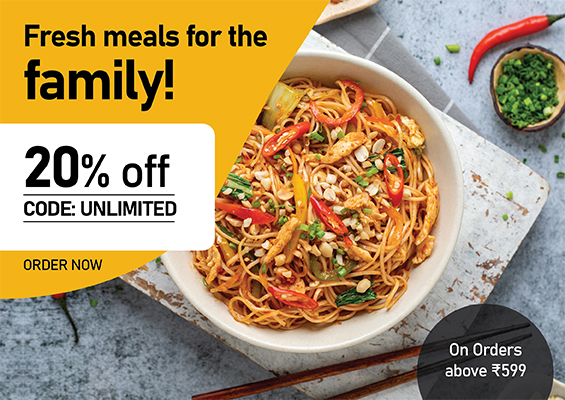 Fresh meals for the
family!
20% off
CODE: UNLIMITED
ORDER NOW
On Orders
above ₹599